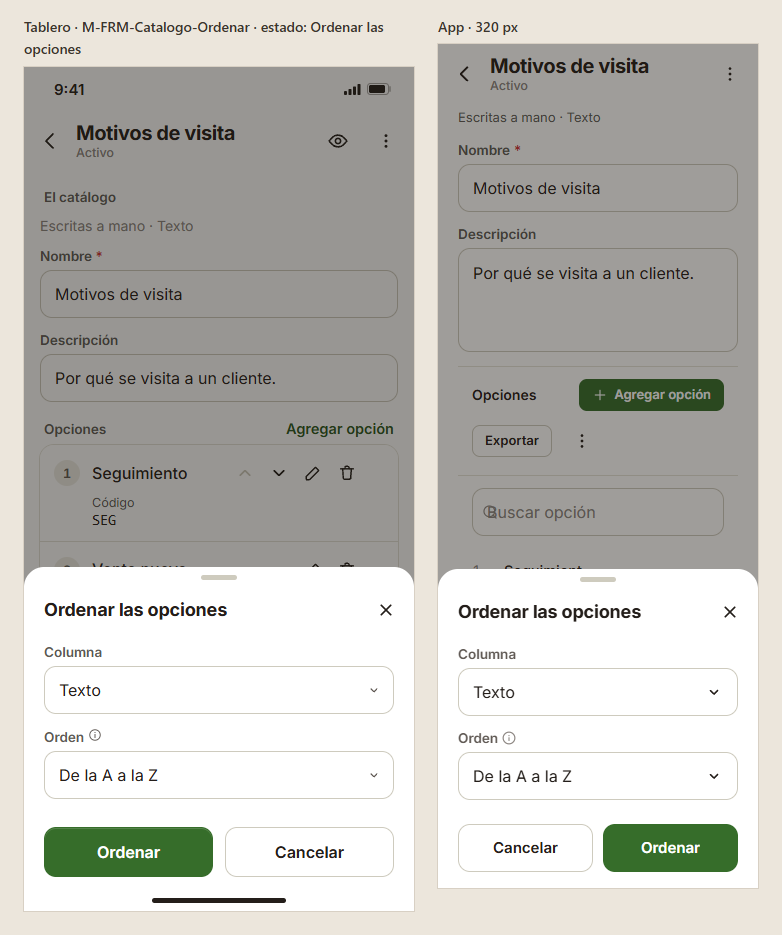 Tablero · M-FRM-Catalogo-Ordenar · estado: Ordenar las
opciones
9:41
Motivos de visita
Activo
El catálogo
Escritas a mano · Texto
Nombre *
Motivos de visita
Descripción
Por qué se visita a un cliente.
Opciones
Agregar opción
1
Seguimiento
Código
SEG
Ordenar las opciones
Columna
Texto
Orden
De la A a la Z
Ordenar
Cancelar
App · 320 px
Motivos de visita
Activo
Escritas a mano · Texto
Nombre *
Motivos de visita
Descripción
Por qué se visita a un cliente.
Opciones
+ Agregar opción
Exportar
Buscar opción
Ordenar las opciones
Columna
Texto
Orden
De la A a la Z
Cancelar
Ordenar